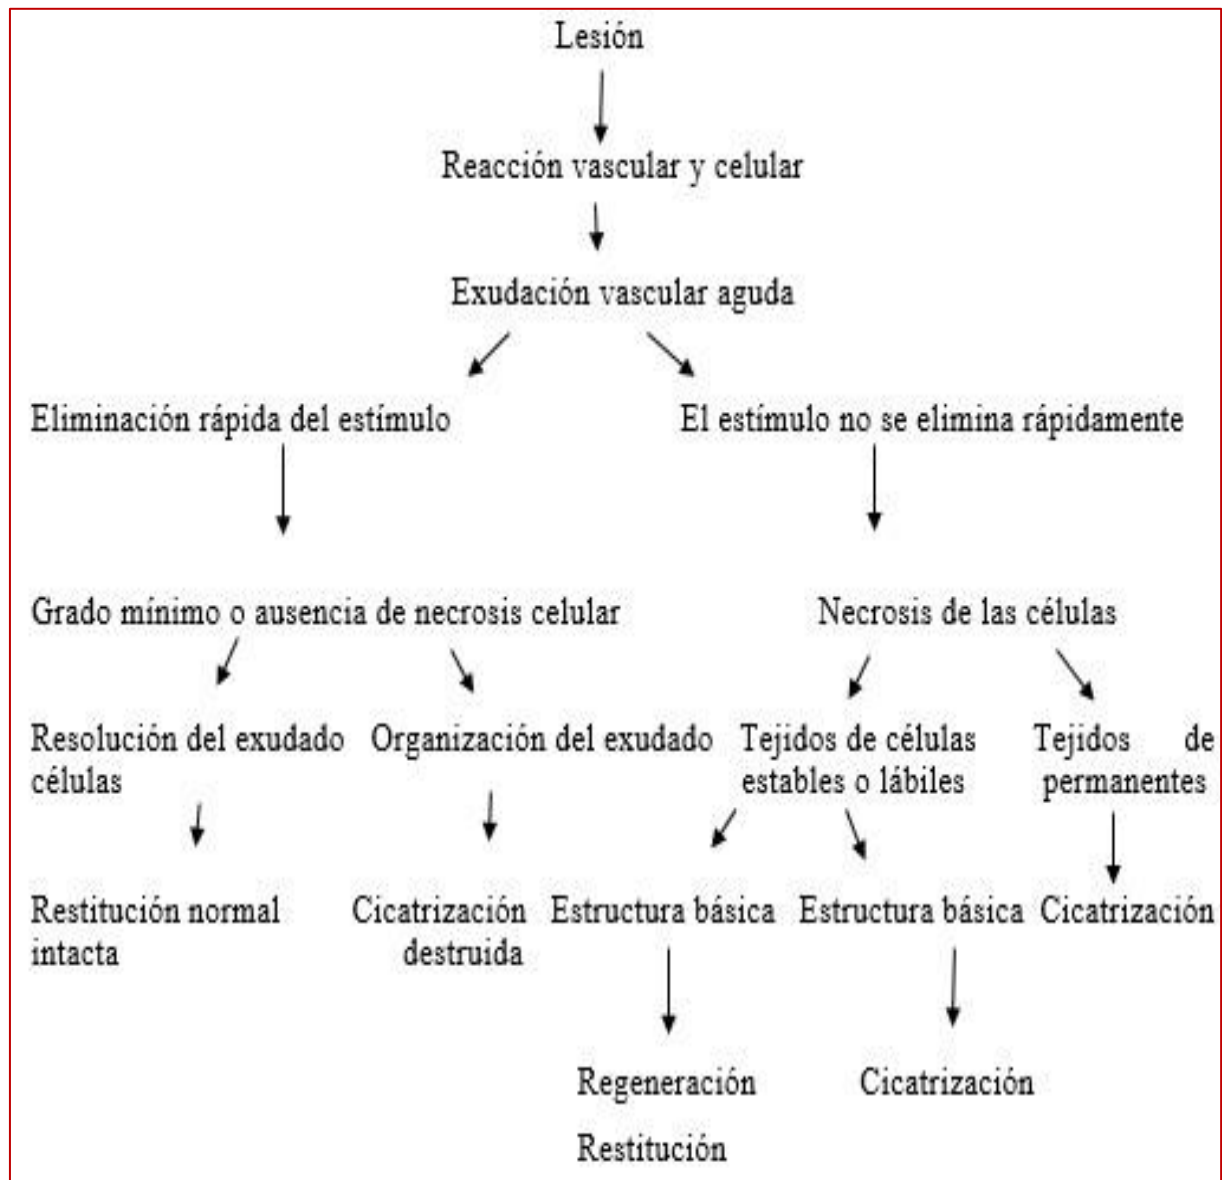 Lesión
Reacción vascular y celular
Exudación vascular aguda
Eliminación rápida del estímulo
El estímulo no se elimina rápidamente
Grado mínimo o ausencia de necrosis celular
Necrosis de las células
Resolución del exudado
células
Organización del exudado
Tejidos de células
estables o lábiles
Tejidos de
permanentes
Restitución normal
intacta
Cicatrización
destruida
Estructura básica
Estructura básica
Cicatrización
Regeneración
Restitución
Cicatrización